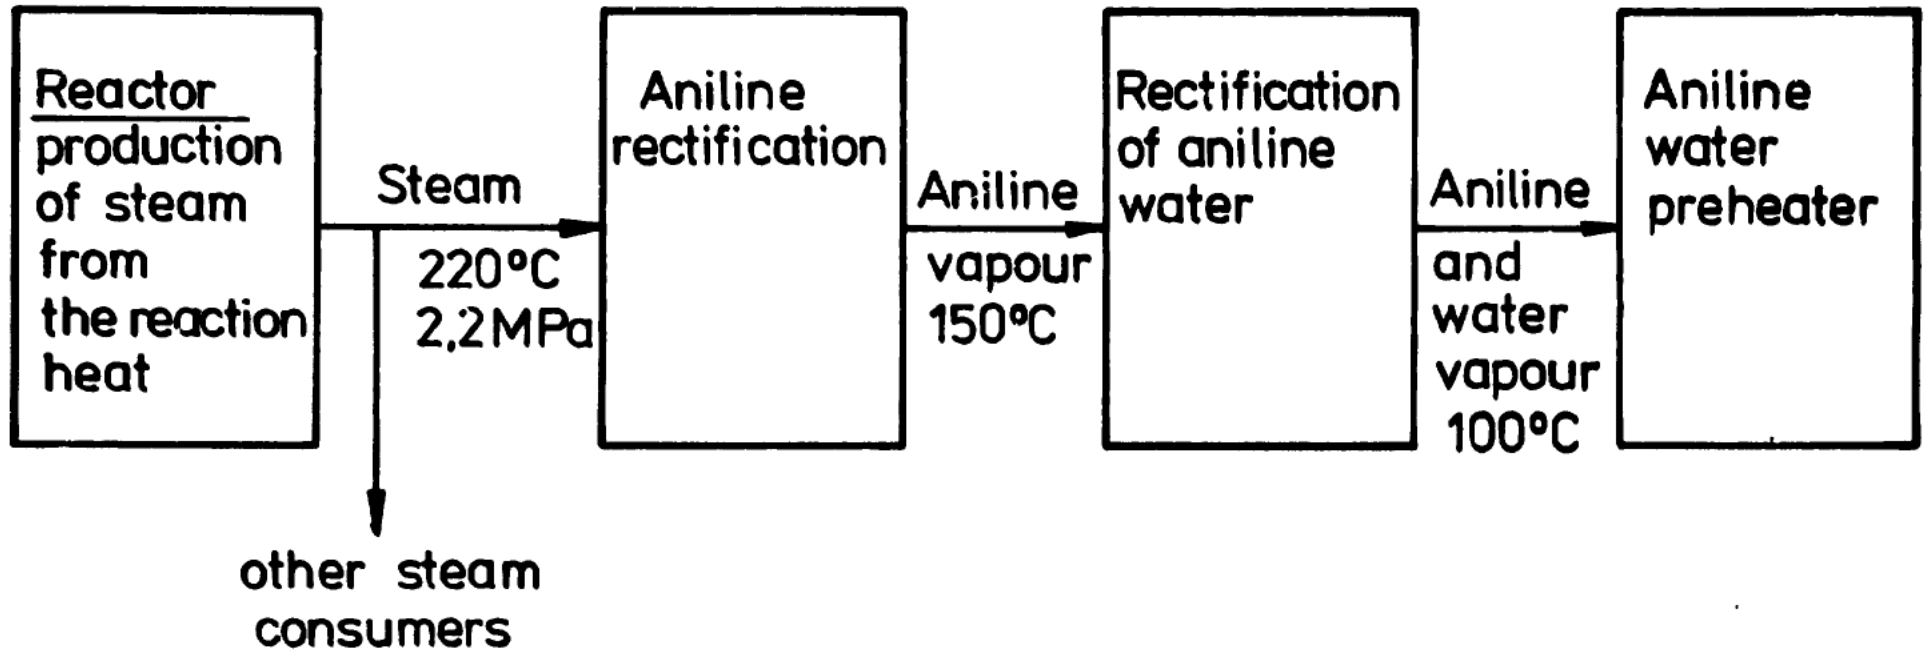 Reactor
production
of steam
from
the reaction
heat
Steam
220°C
2,2 MPa
other steam
consumers
Aniline
rectification
Aniline
vapour
150°C
Rectification
of aniline
water
Aniline
and
water
vapour
100°C
Aniline
water
preheater